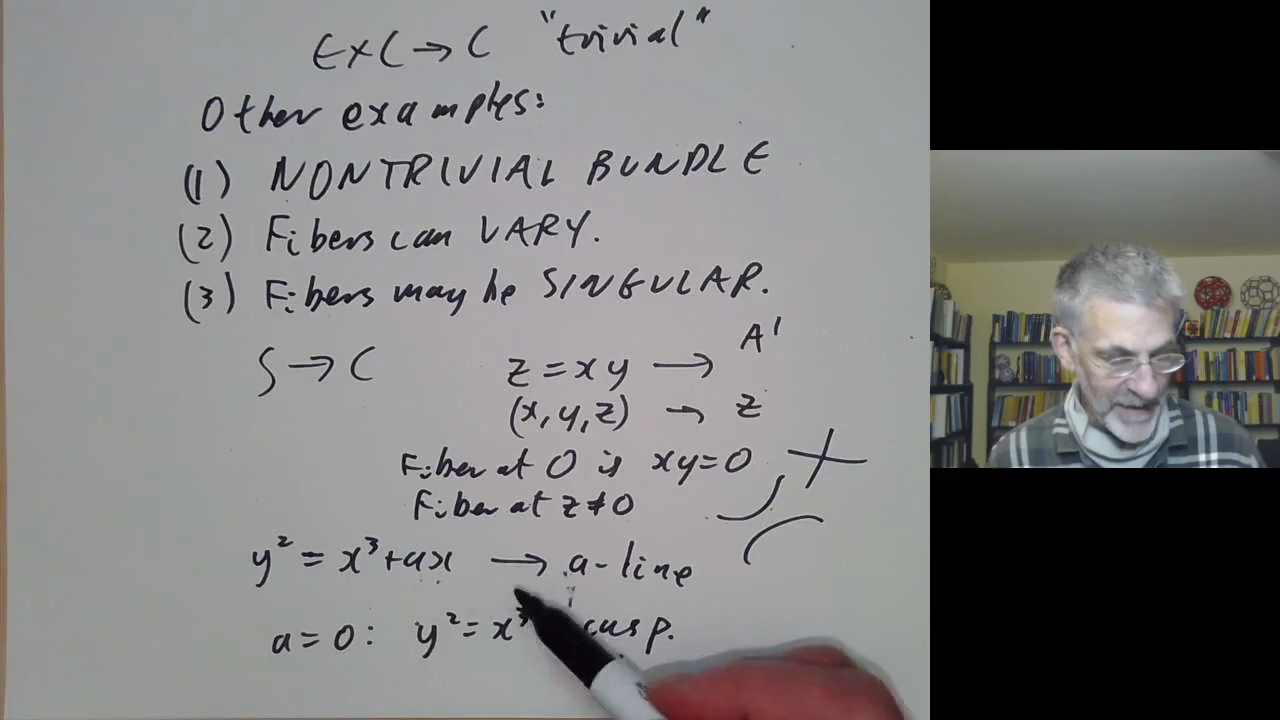 E×C → C "trivial"
Other examples:
(1) NONTRIVIAL BUNDLE
(2) Fibers can VARY.
(3) Fibers may be SINGULAR.
S → C z = xy → A¹
(x, y, z) → z
Fiber at 0 is xy=0
Fiber at z≠0
y² = x³+ax → a-line
a=0: y² = x³ cusp.